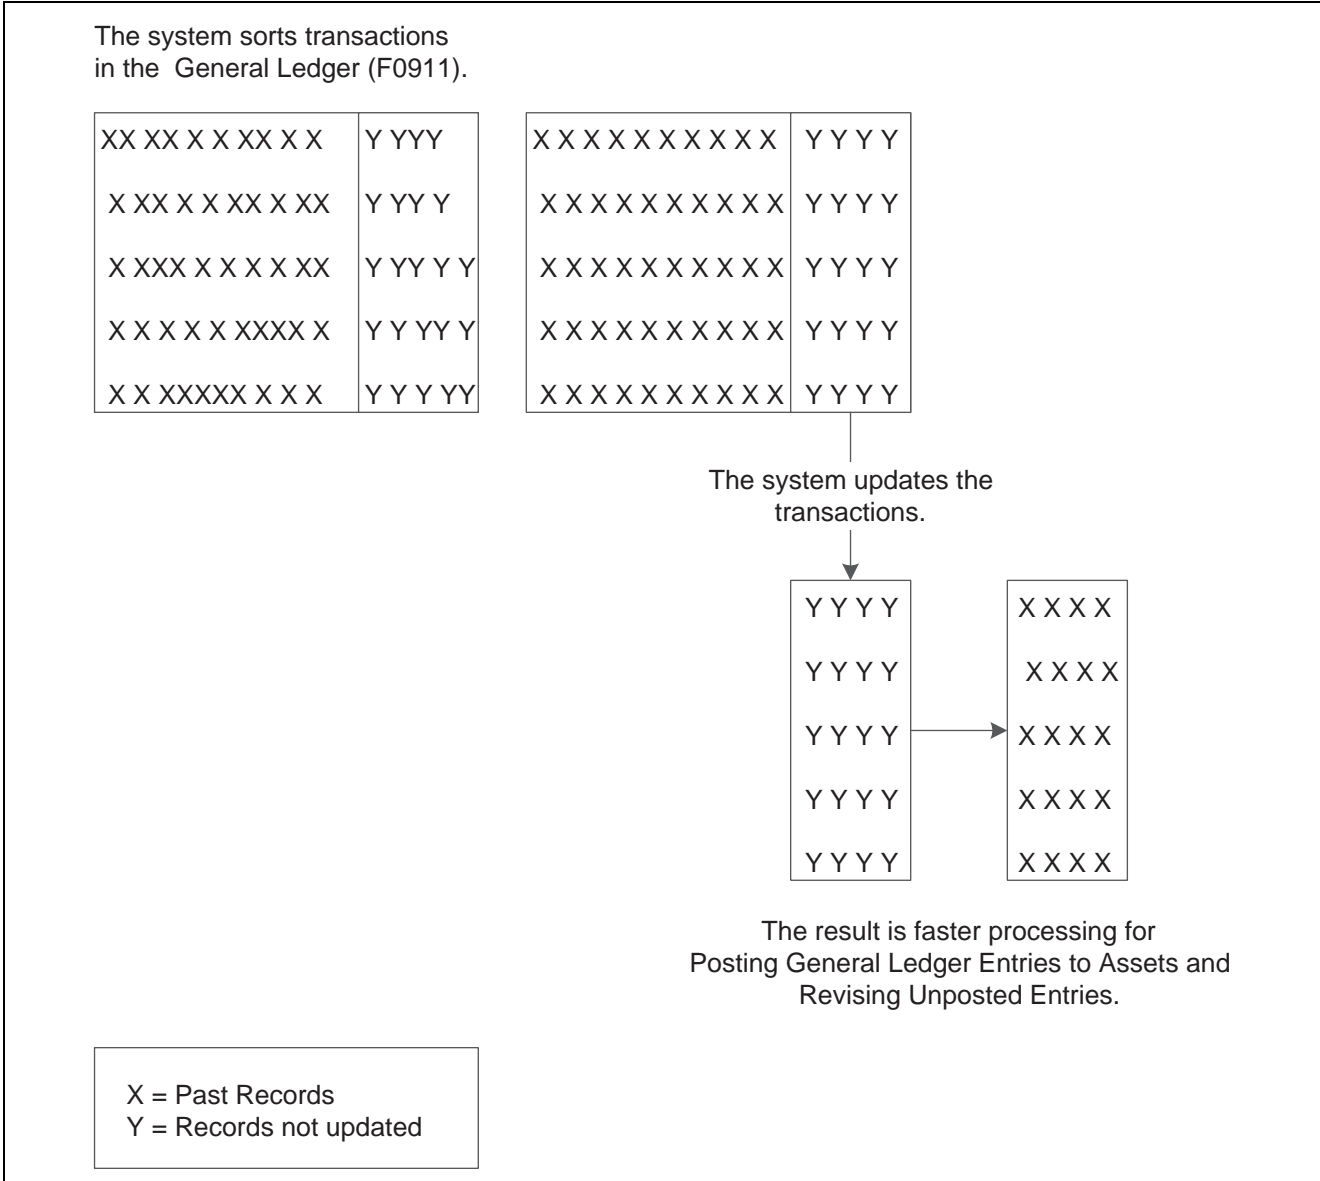 The system sorts transactions
in the General Ledger (F0911).
XX XX X X XX X X Y YYY
X XX X X XX X XX Y YY Y
X XXX X X X X XX Y YY Y Y
X X X X X XXXX X Y Y YY Y
X X XXXXX X X X Y Y Y YY
X X X X X X X X X X Y Y Y Y
X X X X X X X X X X Y Y Y Y
X X X X X X X X X X Y Y Y Y
X X X X X X X X X X Y Y Y Y
X X X X X X X X X X Y Y Y Y
The system updates the
transactions.
Y Y Y Y
Y Y Y Y
Y Y Y Y
Y Y Y Y
Y Y Y Y
X X X X
X X X X
X X X X
X X X X
X X X X
The result is faster processing for
Posting General Ledger Entries to Assets and
Revising Unposted Entries.
X = Past Records
Y = Records not updated